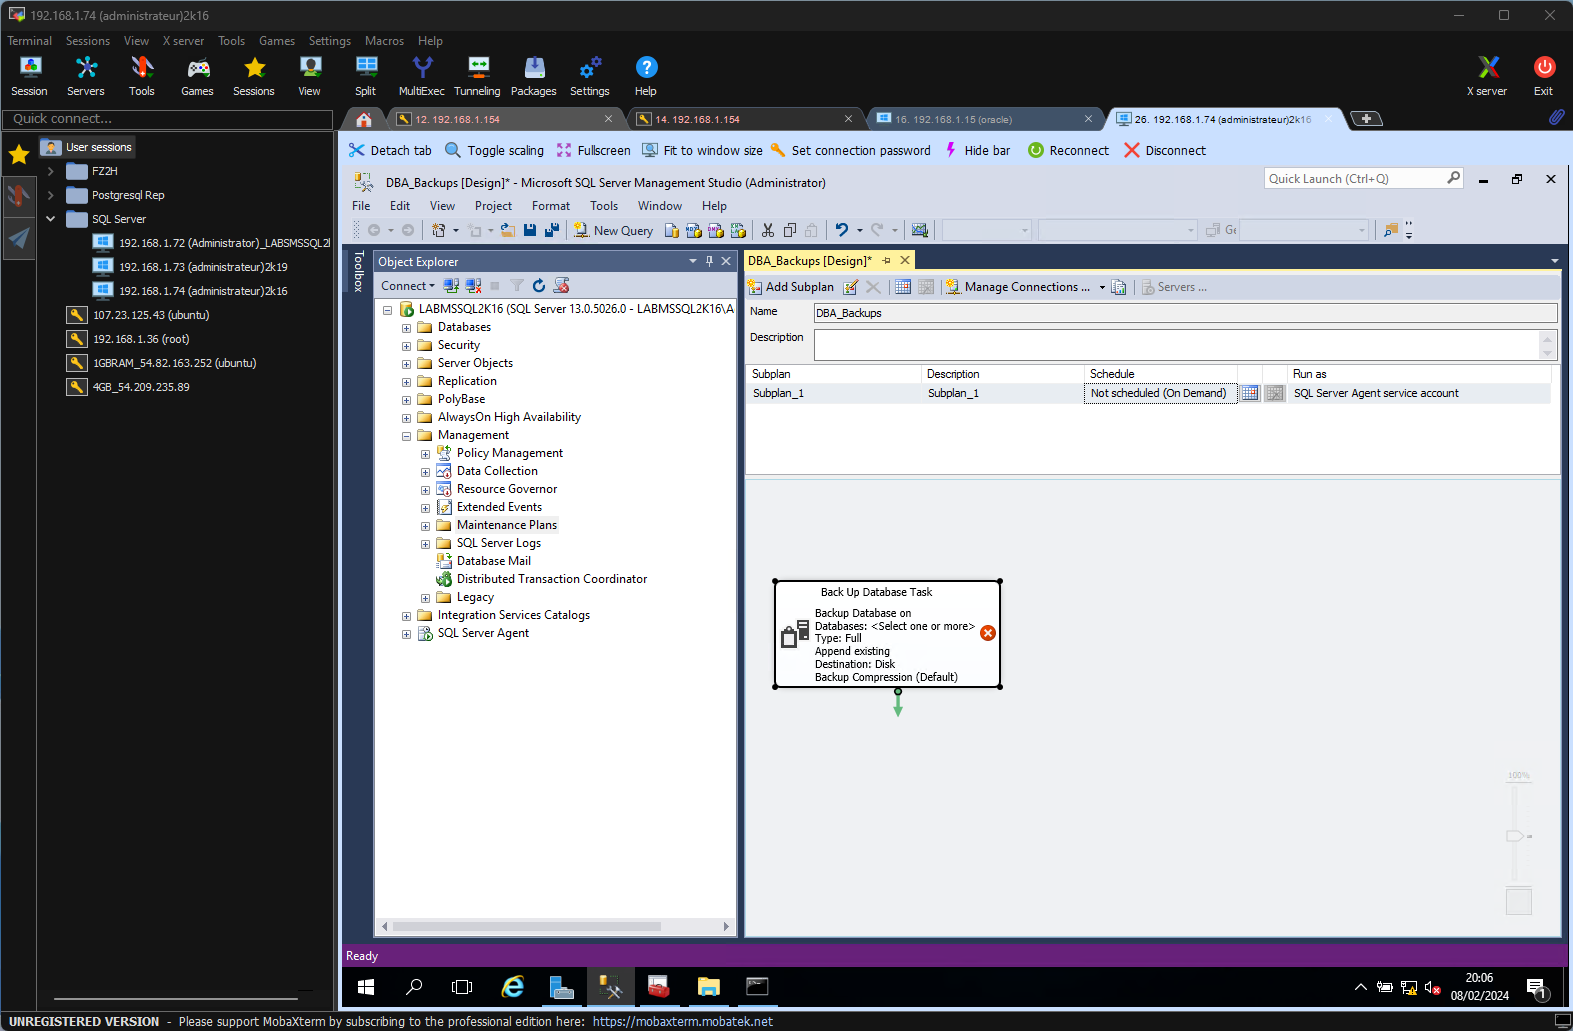 192.168.1.74 (administrateur)2k16
Terminal Sessions View X server Tools Games Settings Macros Help
Session Servers Tools Games Sessions View Split MultiExec Tunneling Packages Settings Help X server Exit
Quick connect...
12. 192.168.1.154
14. 192.168.1.154
16. 192.168.1.15 (oracle)
26. 192.168.1.74 (administrateur)2k16
User sessions
FZ2H
Postgresql Rep
SQL Server
192.168.1.72 (Administrator)_LABSMSSQL2
192.168.1.73 (administrateur)2k19
192.168.1.74 (administrateur)2k16
107.23.125.43 (ubuntu)
192.168.1.36 (root)
1GBRAM_54.82.163.252 (ubuntu)
4GB_54.209.235.89
Detach tab Toggle scaling Fullscreen Fit to window size Set connection password Hide bar Reconnect Disconnect
DBA_Backups [Design]* - Microsoft SQL Server Management Studio (Administrator)
Quick Launch (Ctrl+Q)
File Edit View Project Format Tools Window Help
New Query
Toolbox
Object Explorer
Connect
LABMSSQL2K16 (SQL Server 13.0.5026.0 - LABMSSQL2K16\A
Databases
Security
Server Objects
Replication
PolyBase
AlwaysOn High Availability
Management
Policy Management
Data Collection
Resource Governor
Extended Events
Maintenance Plans
SQL Server Logs
Database Mail
Distributed Transaction Coordinator
Legacy
Integration Services Catalogs
SQL Server Agent
DBA_Backups [Design]*
Add Subplan Manage Connections ... Servers ...
Name DBA_Backups
Description
Subplan Description Schedule Run as
Subplan_1 Subplan_1 Not scheduled (On Demand) SQL Server Agent service account
Back Up Database Task
Backup Database on
Databases: <Select one or more>
Type: Full
Append existing
Destination: Disk
Backup Compression (Default)
100%
Ready
20:06
08/02/2024
1
UNREGISTERED VERSION - Please support MobaXterm by subscribing to the professional edition here: https://mobaxterm.mobatek.net